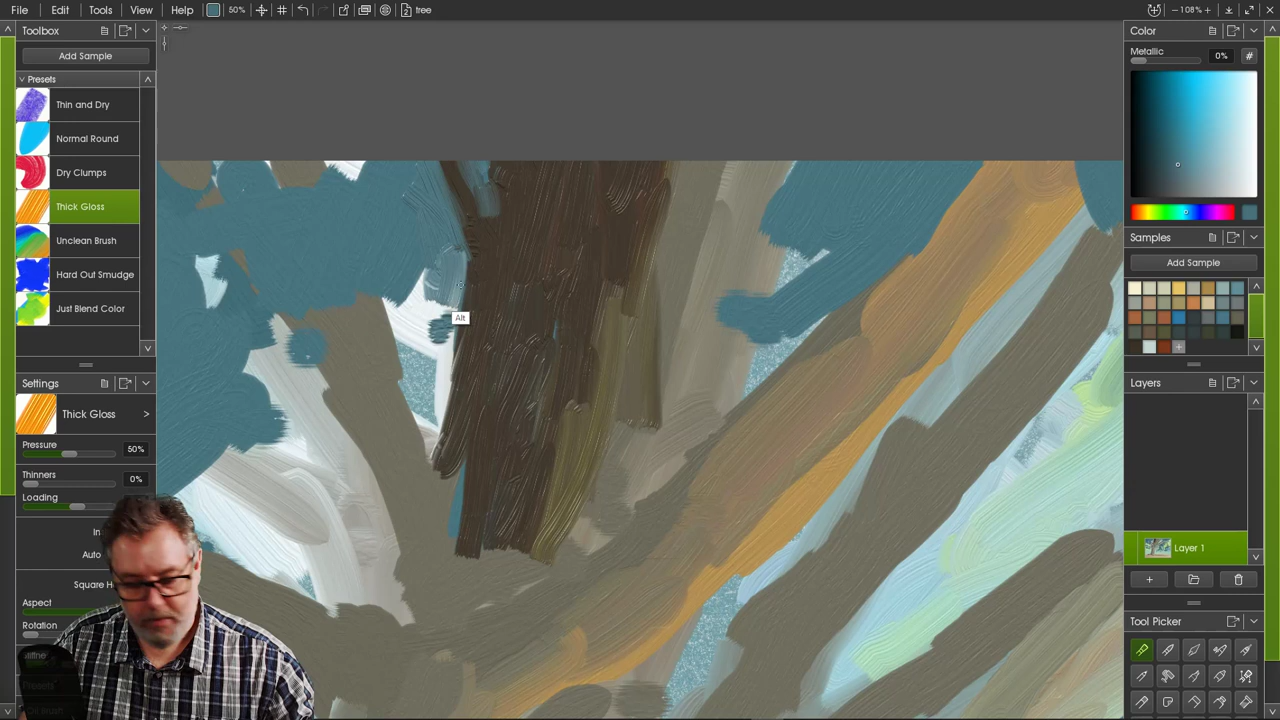 File Edit Tools View Help 50% tree 108%
Toolbox
Add Sample
Presets
Thin and Dry
Normal Round
Dry Clumps
Thick Gloss
Unclean Brush
Hard Out Smudge
Just Blend Color
Settings
Thick Gloss >
Pressure 50%
Thinners 0%
Loading
In
Auto
Square H
Aspect
Rotation
Alt
Color
Metallic 0% #
Samples
Add Sample
Layers
Layer 1
Tool Picker